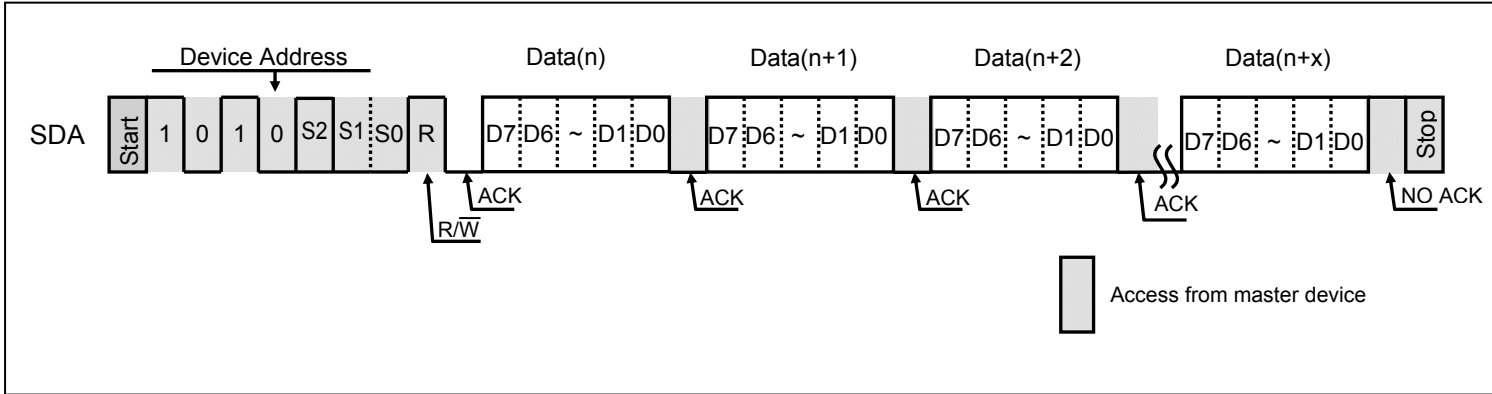 Device Address
Data(n)
Data(n+1)
Data(n+2)
Data(n+x)
SDA
Start 1 0 1 0 S2 S1 S0 R D7 D6 ~ D1 D0 D7 D6 ~ D1 D0 D7 D6 ~ D1 D0 D7 D6 ~ D1 D0 Stop
ACK
ACK
ACK
ACK
NO ACK
R/W̅
Access from master device